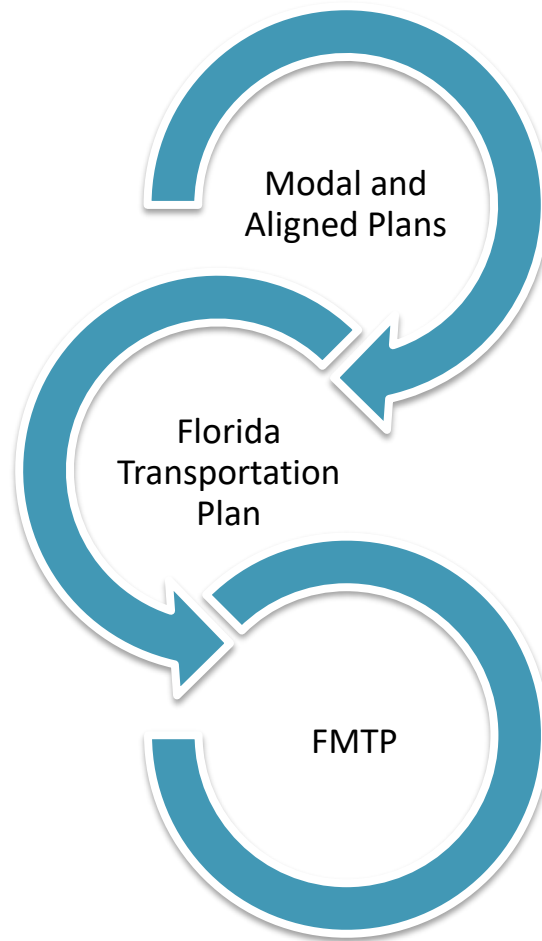 Modal and
Aligned Plans
Florida
Transportation
Plan
FMTP